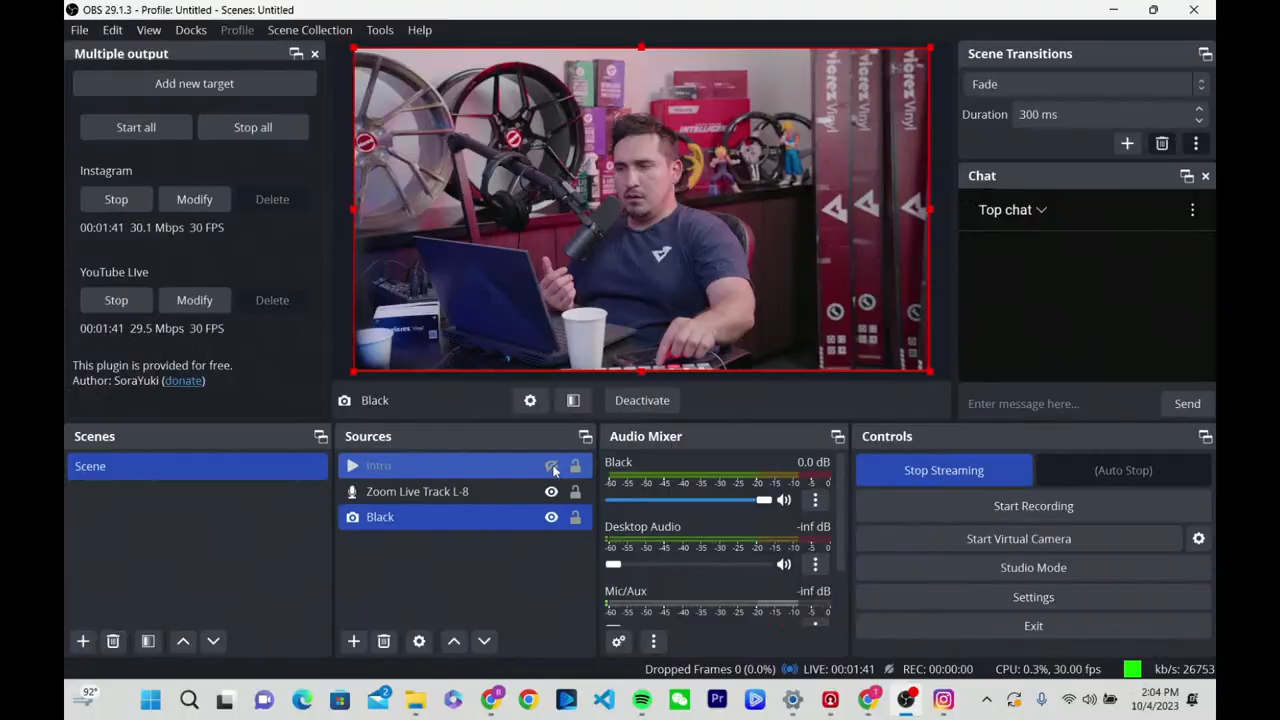 OBS 29.1.3 - Profile: Untitled - Scenes: Untitled
File Edit View Docks Profile Scene Collection Tools Help
Multiple output
Add new target
Start all Stop all
Instagram
Stop Modify Delete
00:01:41 30.1 Mbps 30 FPS
YouTube Live
Stop Modify Delete
00:01:41 29.5 Mbps 30 FPS
This plugin is provided for free.
Author: SoraYuki (donate)
vicrez Vinyl
vicrez Vinyl
Black
Deactivate
Scene Transitions
Fade
Duration 300 ms
Chat
Top chat
Enter message here...
Send
Scenes
Scene
Sources
Intro
Zoom Live Track L-8
Black
Audio Mixer
Black 0.0 dB
-60 -55 -50 -45 -40 -35 -30 -25 -20 -15 -10 -5 0
Desktop Audio -inf dB
-60 -55 -50 -45 -40 -35 -30 -25 -20 -15 -10 -5 0
Mic/Aux -inf dB
-60 -55 -50 -45 -40 -35 -30 -25 -20 -15 -10 -5 0
Controls
Stop Streaming (Auto Stop)
Start Recording
Start Virtual Camera
Studio Mode
Settings
Exit
Dropped Frames 0 (0.0%) LIVE: 00:01:41 REC: 00:00:00 CPU: 0.3%, 30.00 fps kb/s: 26753
92°
2
Pr
2:04 PM
10/4/2023